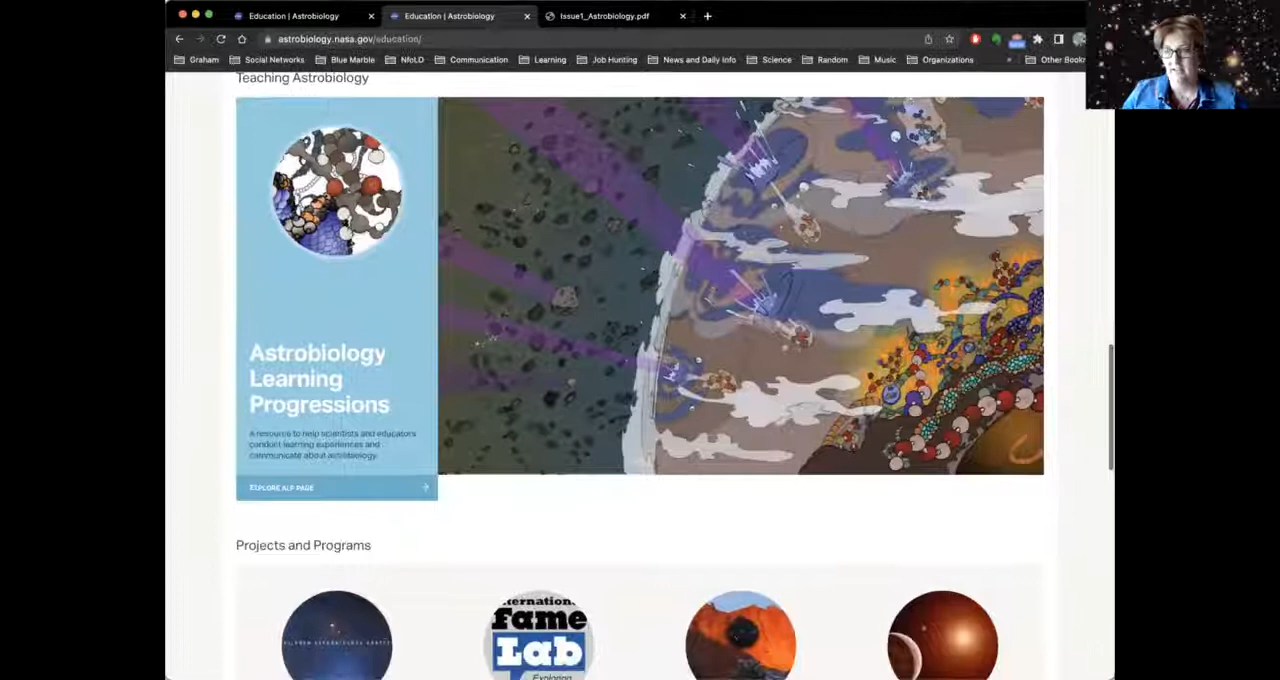 Education | Astrobiology
Education | Astrobiology
Issue1_Astrobiology.pdf
astrobiology.nasa.gov/education/
Graham
Social Networks
Blue Marble
NfoLD
Communication
Learning
Job Hunting
News and Daily Info
Science
Random
Music
Organizations
»
Other Bookm
Teaching Astrobiology
Astrobiology
Learning
Progressions
A resource to help scientists and educators
conduct learning experiences and
communicate about astrobiology.
EXPLORE ALP PAGE
Projects and Programs
ternation
Fame
Lab
Exploring